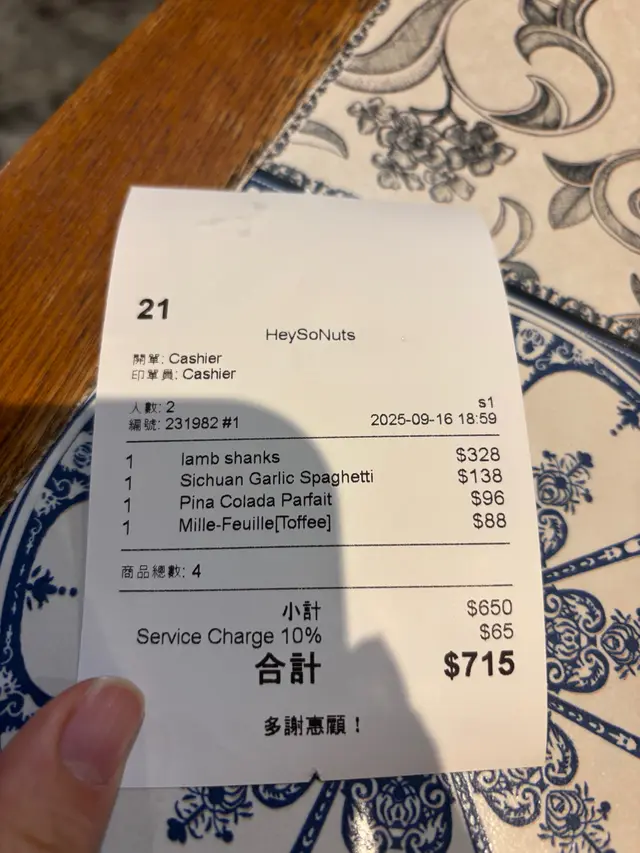 21
HeySoNuts
開單: Cashier
印單員: Cashier
人數: 2 s1
編號: 231982 #1 2025-09-16 18:59
1 lamb shanks $328
1 Sichuan Garlic Spaghetti $138
1 Pina Colada Parfait $96
1 Mille-Feuille[Toffee] $88
商品總數: 4
小計 $650
Service Charge 10% $65
合計 $715
多謝惠顧！